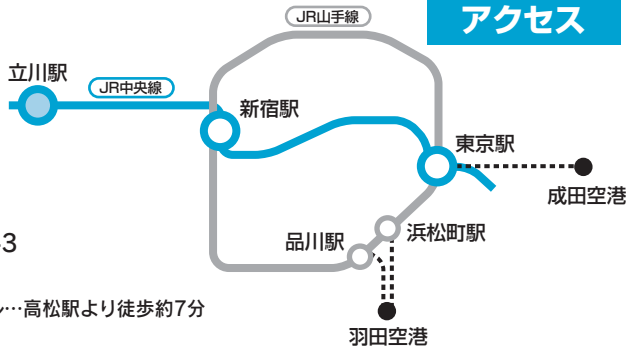 アクセス
JR山手線
立川駅
JR中央線
新宿駅
東京駅
成田空港
浜松町駅
品川駅
3
…高松駅より徒歩約7分
羽田空港